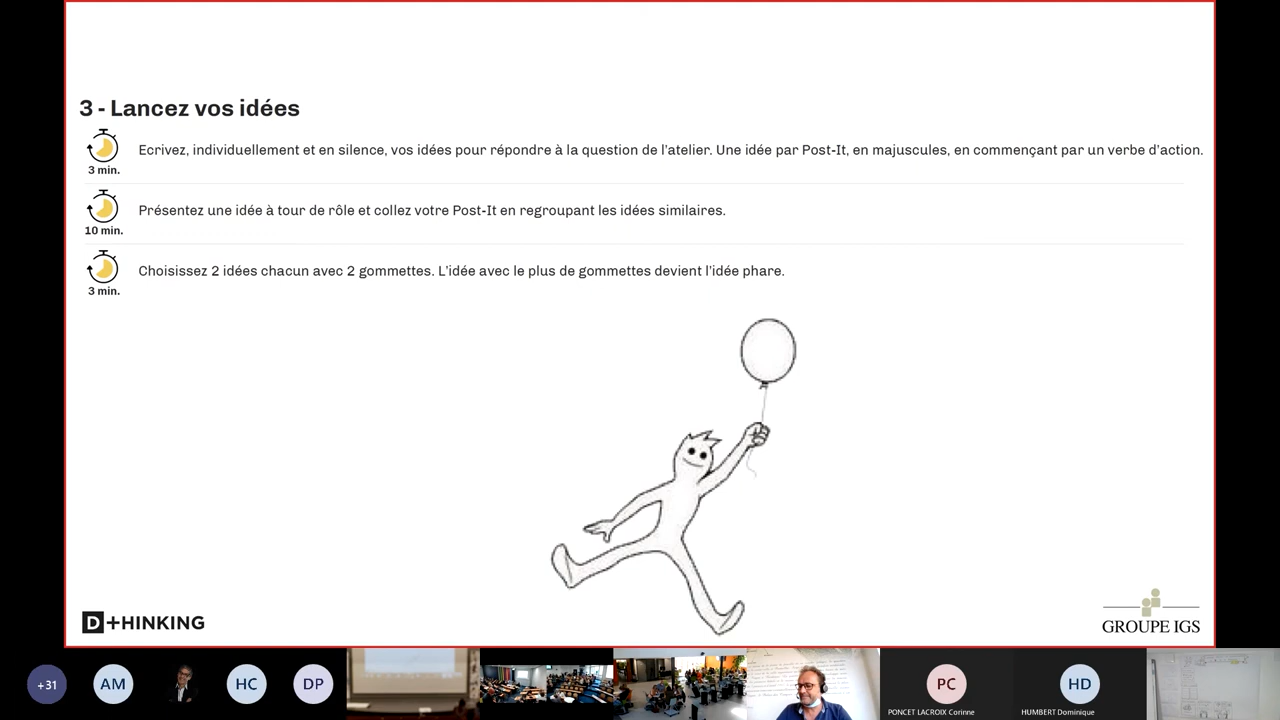 3 - Lancez vos idées
Ecrivez, individuellement et en silence, vos idées pour répondre à la question de l'atelier. Une idée par Post-It, en majuscules, en commençant par un verbe d'action.
3 min.
Présentez une idée à tour de rôle et collez votre Post-It en regroupant les idées similaires.
10 min.
Choisissez 2 idées chacun avec 2 gommettes. L'idée avec le plus de gommettes devient l'idée phare.
3 min.
D+HINKING
GROUPE IGS
+31
AM
HC
DP
PC
HD
PONCET LACROIX Corinne
HUMBERT Dominique